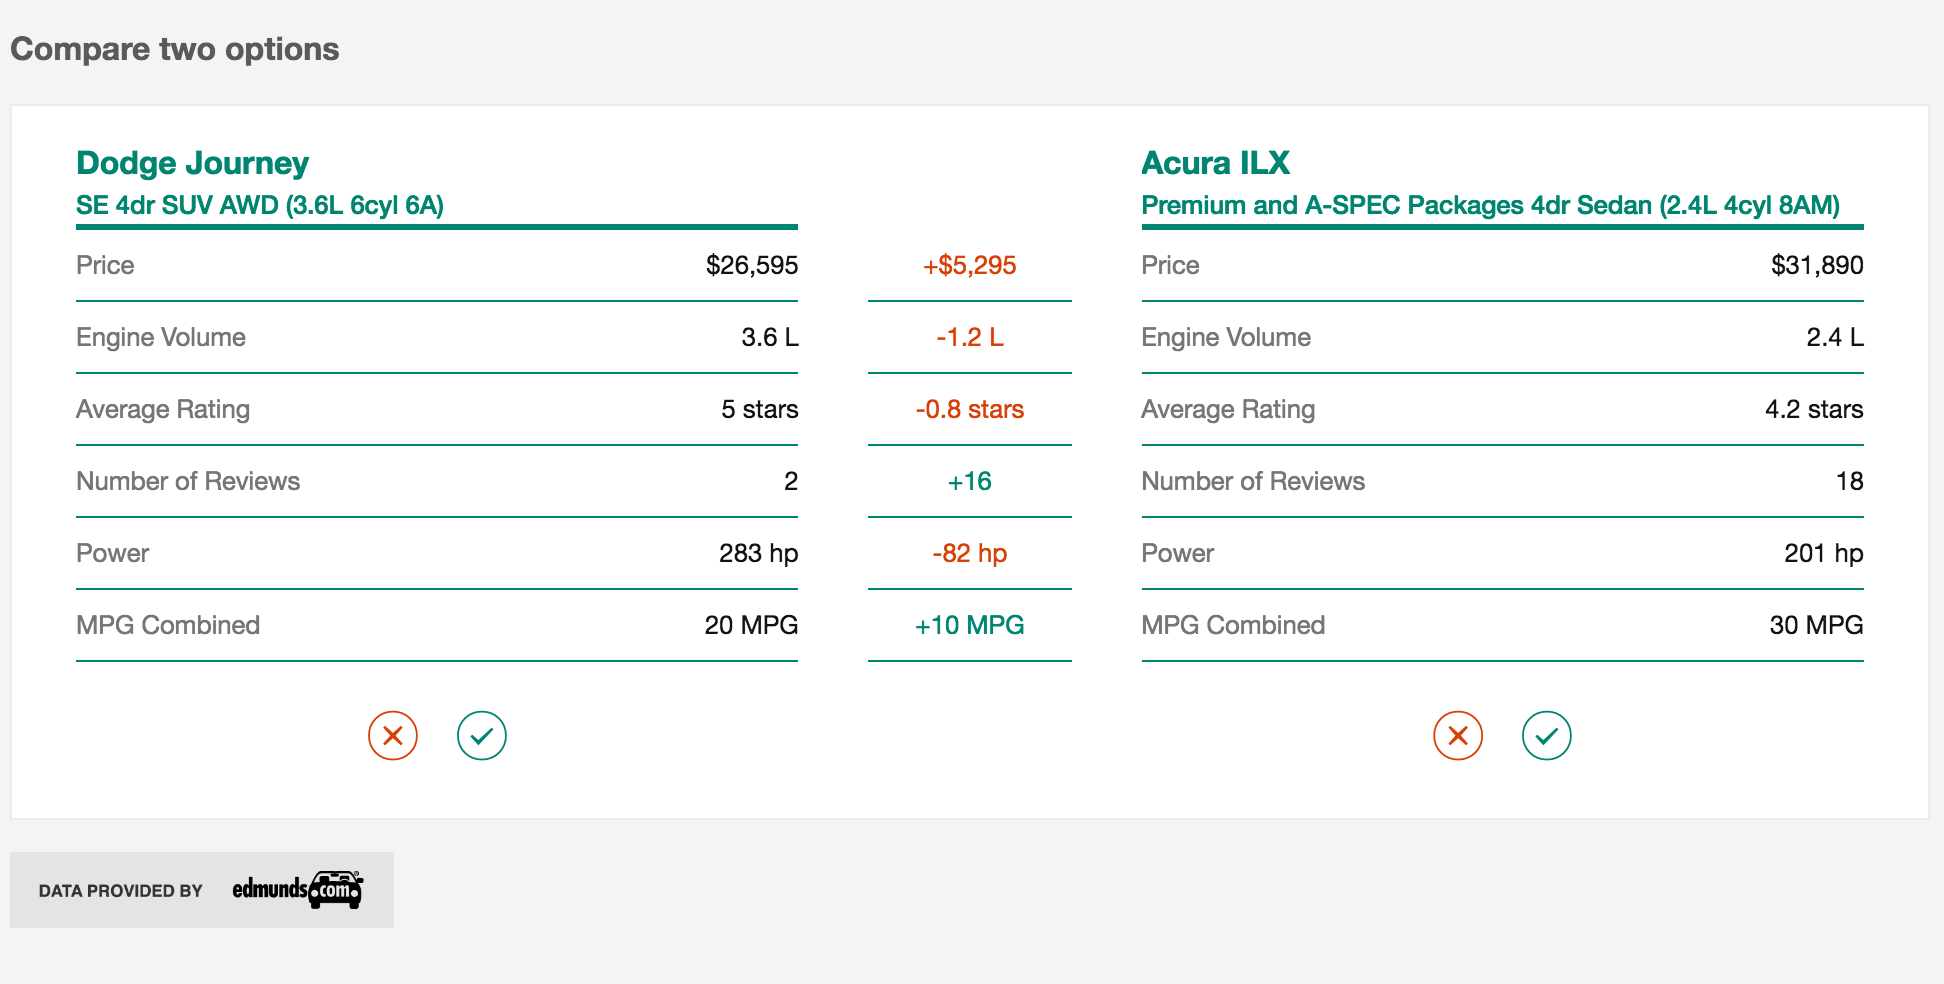 Compare two options
Dodge Journey
SE 4dr SUV AWD (3.6L 6cyl 6A)
Acura ILX
Premium and A-SPEC Packages 4dr Sedan (2.4L 4cyl 8AM)
Price $26,595 +$5,295 Price $31,890
Engine Volume 3.6 L -1.2 L Engine Volume 2.4 L
Average Rating 5 stars -0.8 stars Average Rating 4.2 stars
Number of Reviews 2 +16 Number of Reviews 18
Power 283 hp -82 hp Power 201 hp
MPG Combined 20 MPG +10 MPG MPG Combined 30 MPG
DATA PROVIDED BY edmunds.com®